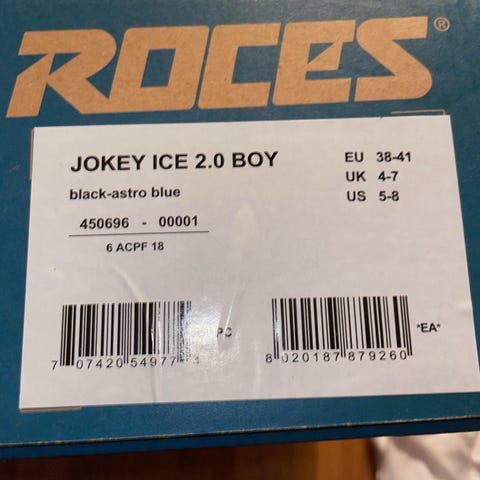 ROCES®
JOKEY ICE 2.0 BOY
black-astro blue
450696 - 00001
6 ACPF 18
EU 38-41
UK 4-7
US 5-8
PC
*EA*
8 020187 879260